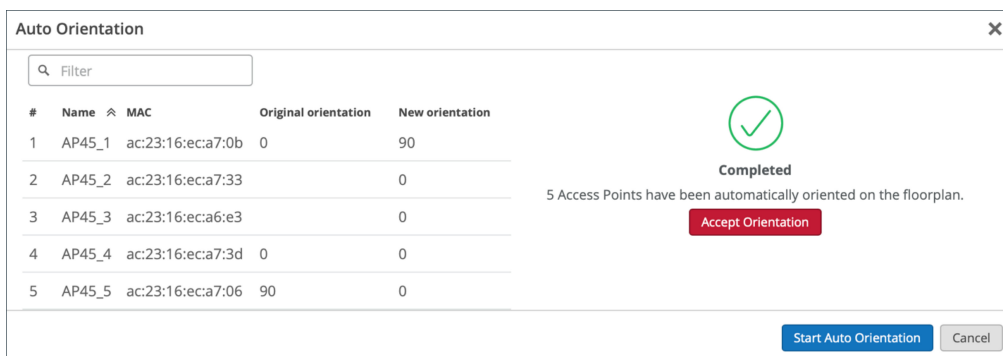 Auto Orientation
Filter
# Name MAC Original orientation New orientation
1 AP45_1 ac:23:16:ec:a7:0b 0 90
2 AP45_2 ac:23:16:ec:a7:33 0
3 AP45_3 ac:23:16:ec:a6:e3 0
4 AP45_4 ac:23:16:ec:a7:3d 0 0
5 AP45_5 ac:23:16:ec:a7:06 90 0
Completed
5 Access Points have been automatically oriented on the floorplan.
Accept Orientation
Start Auto Orientation Cancel